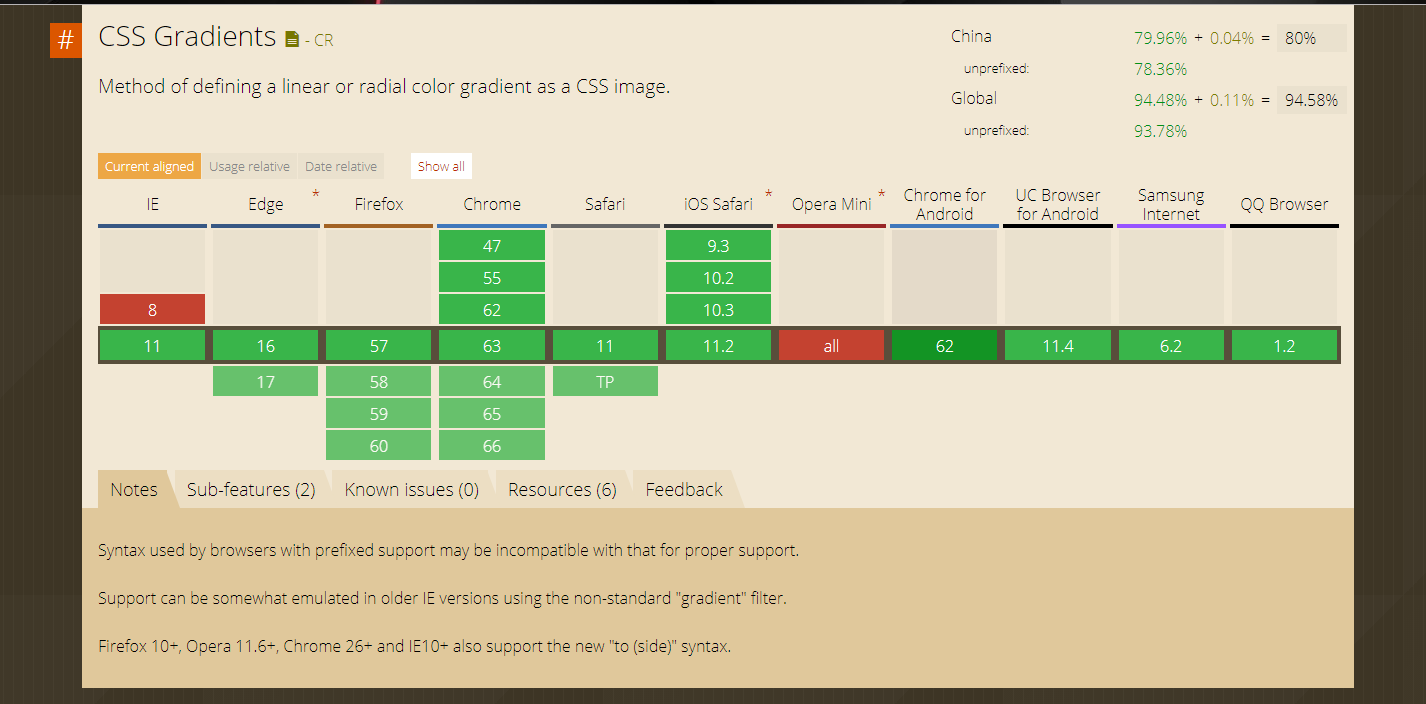 #
CSS Gradients - CR
Method of defining a linear or radial color gradient as a CSS image.
China 79.96% + 0.04% = 80%
unprefixed: 78.36%
Global 94.48% + 0.11% = 94.58%
unprefixed: 93.78%
Current aligned Usage relative Date relative Show all
IE Edge * Firefox Chrome Safari iOS Safari * Opera Mini * Chrome for Android UC Browser for Android Samsung Internet QQ Browser
47 9.3
55 10.2
8 62 10.3
11 16 57 63 11 11.2 all 62 11.4 6.2 1.2
17 58 64 TP
59 65
60 66
Notes Sub-features (2) Known issues (0) Resources (6) Feedback
Syntax used by browsers with prefixed support may be incompatible with that for proper support.
Support can be somewhat emulated in older IE versions using the non-standard "gradient" filter.
Firefox 10+, Opera 11.6+, Chrome 26+ and IE10+ also support the new "to (side)" syntax.